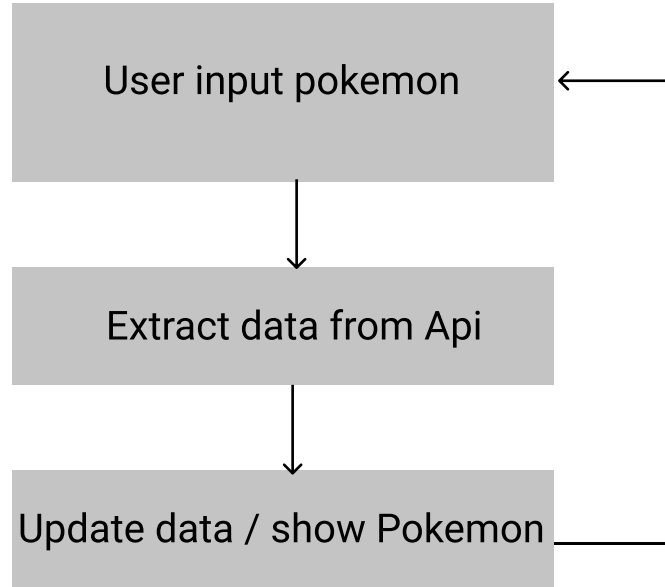 User input pokemon
Extract data from Api
Update data / show Pokemon